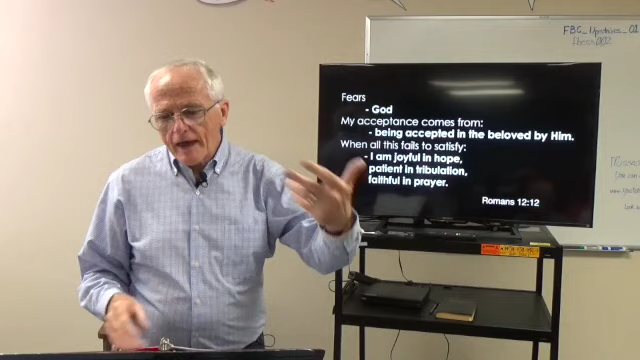 Fears
- God
My acceptance comes from:
- being accepted in the beloved by Him.
When all this fails to satisfy:
- I am joyful in hope,
patient in tribulation,
faithful in prayer.
Romans 12:12